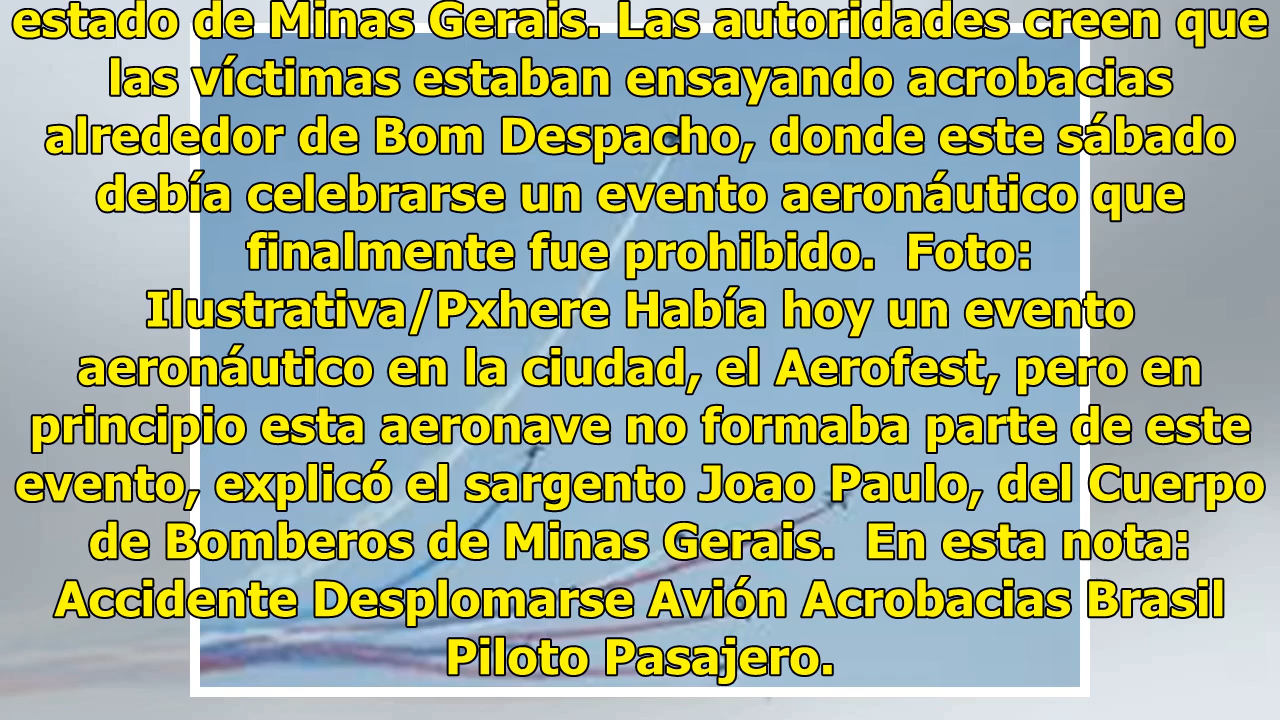 estado de Minas Gerais. Las autoridades creen que
las víctimas estaban ensayando acrobacias
alrededor de Bom Despacho, donde este sábado
debía celebrarse un evento aeronáutico que
finalmente fue prohibido.  Foto:
Ilustrativa/Pxhere Había hoy un evento
aeronáutico en la ciudad, el Aerofest, pero en
principio esta aeronave no formaba parte de este
evento, explicó el sargento Joao Paulo, del Cuerpo
de Bomberos de Minas Gerais.  En esta nota:
Accidente Desplomarse Avión Acrobacias Brasil
Piloto Pasajero.